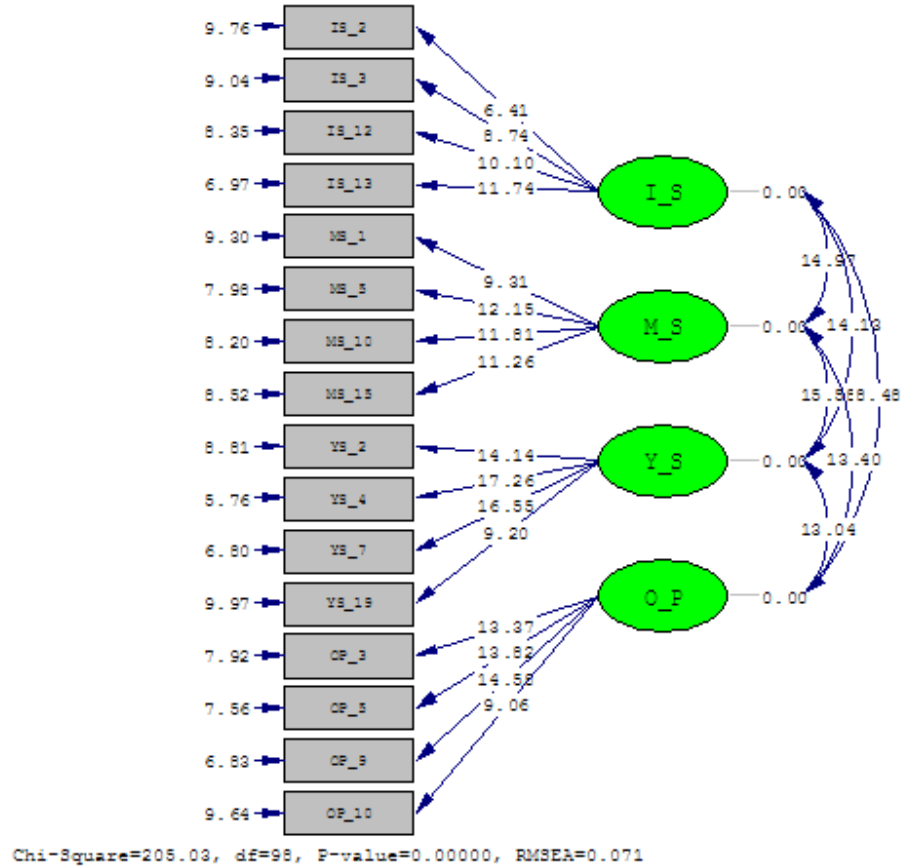 9.76 IS_2
9.04 IS_3
6.41
8.74
8.35 IS_12
10.10
6.97 IS_13
11.74
I_S
0.00
9.30 MS_1
14.97
7.98 MS_5
9.31
12.15
8.20 MS_10
11.81
M_S
0.00
14.13
11.26
8.52 MS_15
8.48
13.40
8.81 YS_2
14.14
Y_S
0.00
17.26
5.76 YS_4
16.55
9.20
13.04
6.80 YS_7
9.97 YS_19
O_P
0.00
13.37
7.92 OP_3
13.82
14.58
9.06
7.56 OP_5
6.83 OP_9
9.64 OP_10
Chi-Square=205.03, df=98, P-value=0.00000, RMSEA=0.071